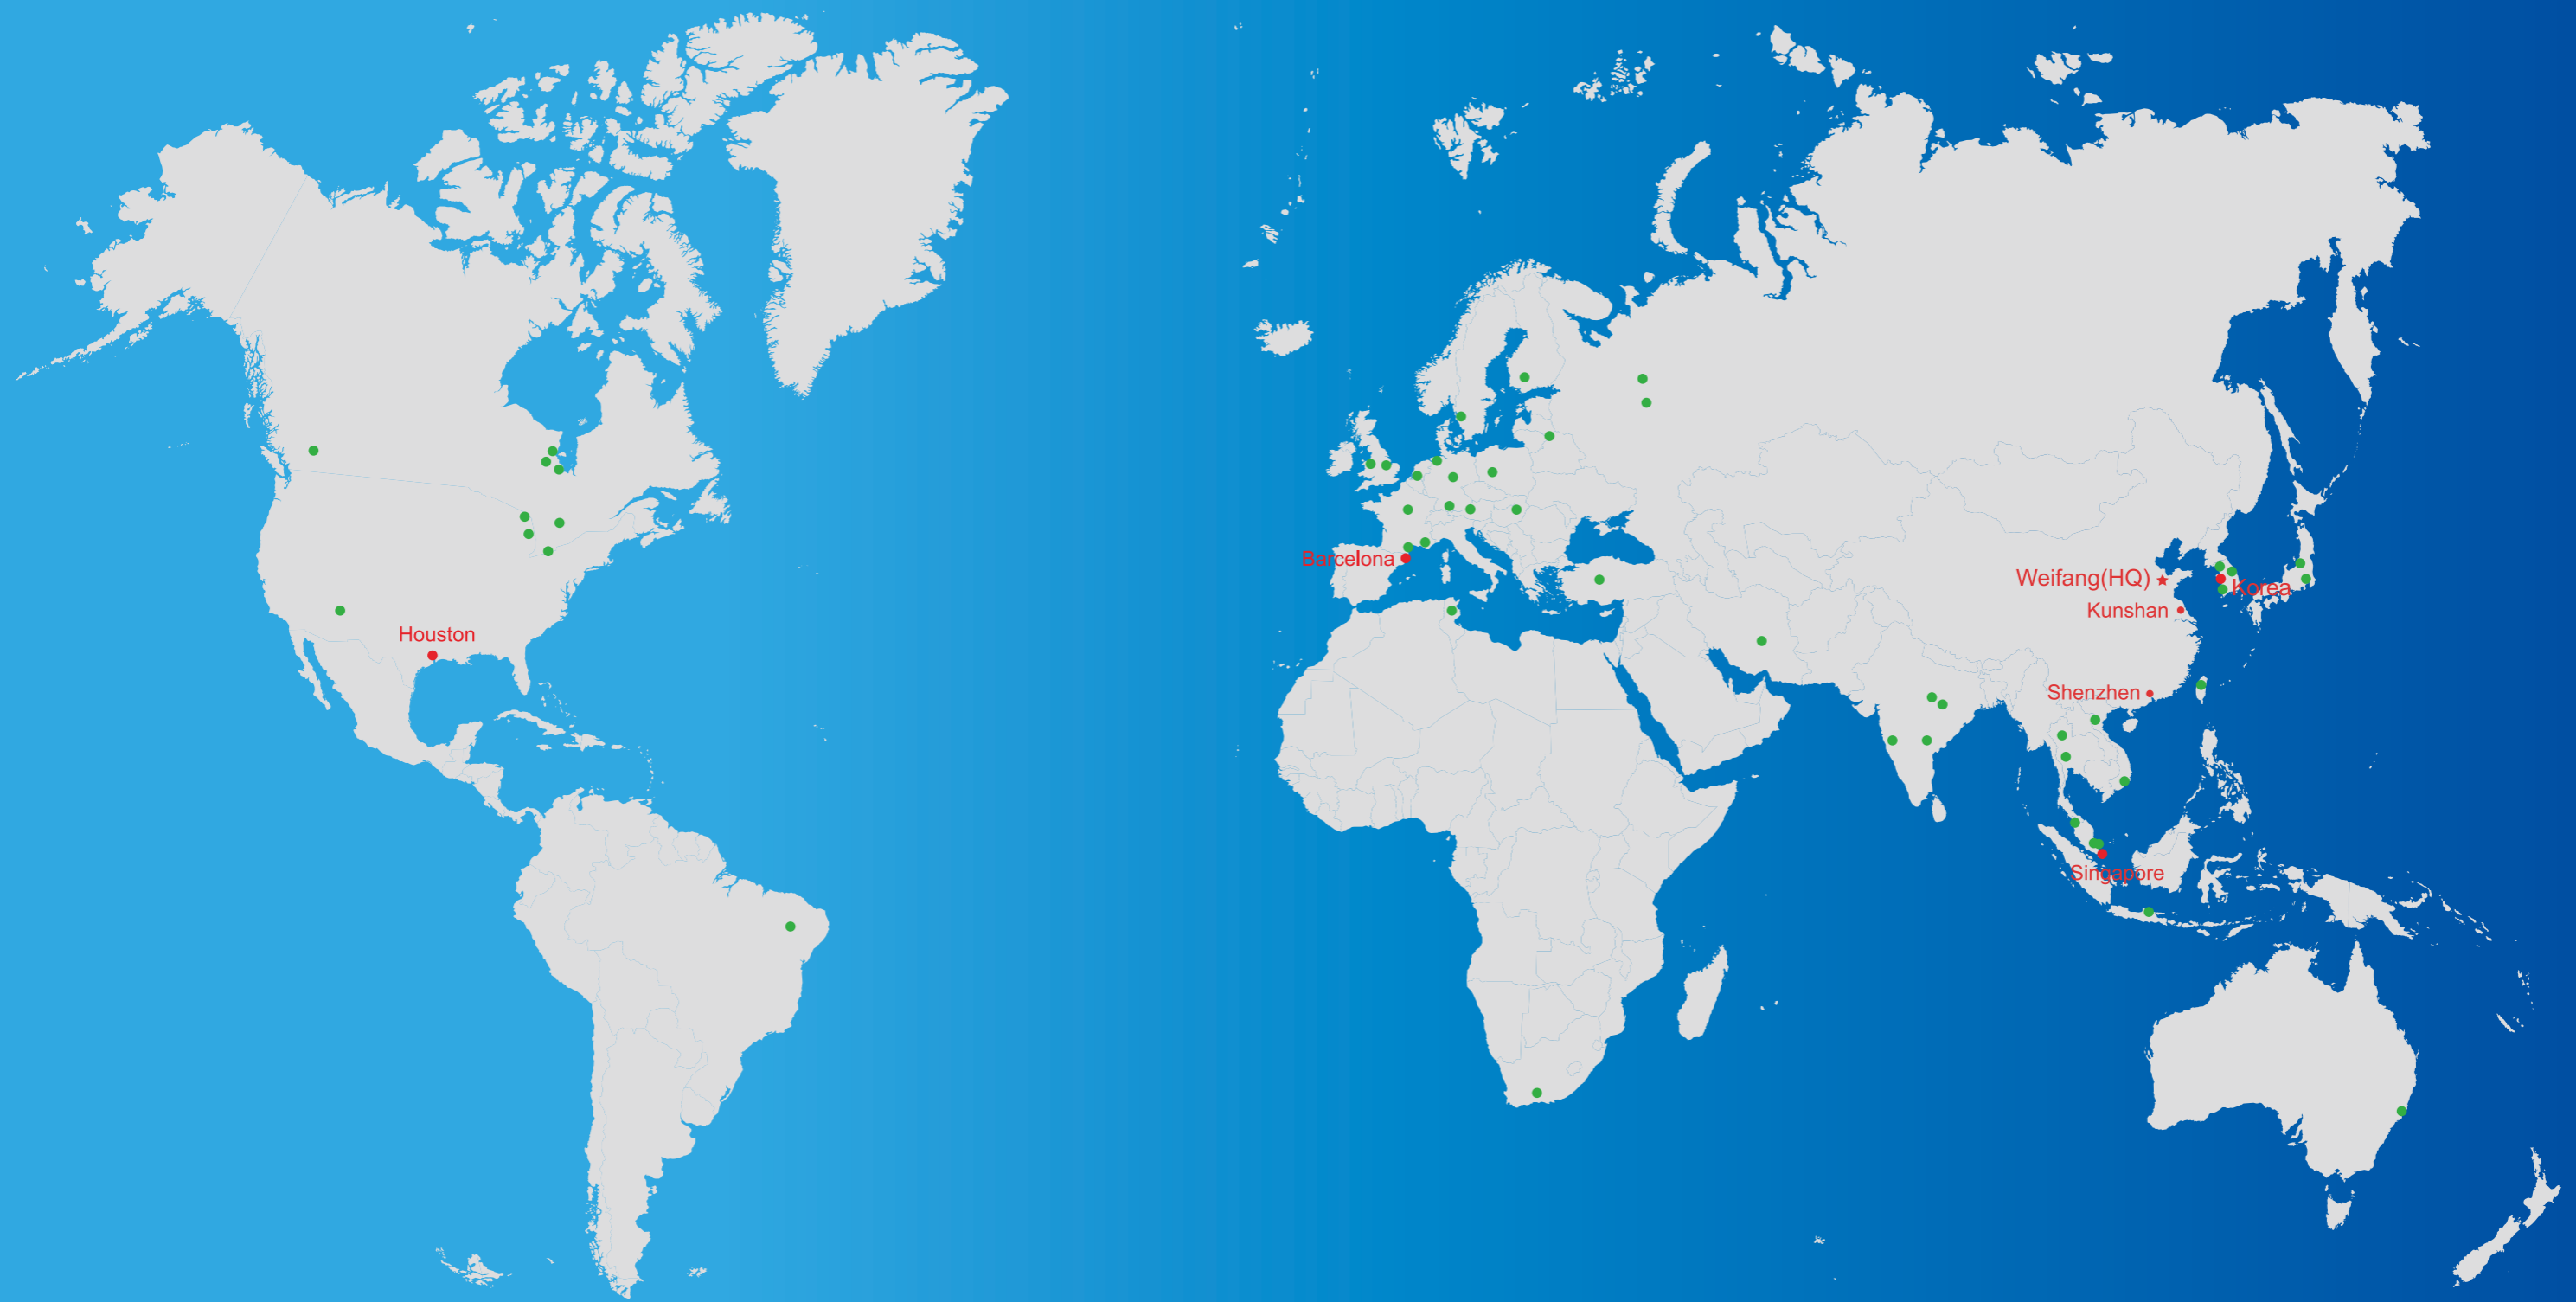 Barcelona
Weifang(HQ)
Korea
Kunshan
Houston
Shenzhen
Singapore